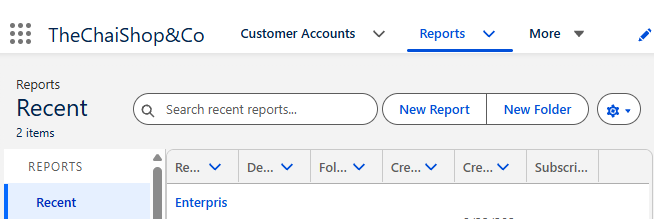 TheChaiShop&Co Customer Accounts Reports More
Reports
Recent
2 items
Search recent reports...
New Report New Folder
REPORTS
Recent
Re... De... Fol... Cre... Cre... Subscri...
Enterpris